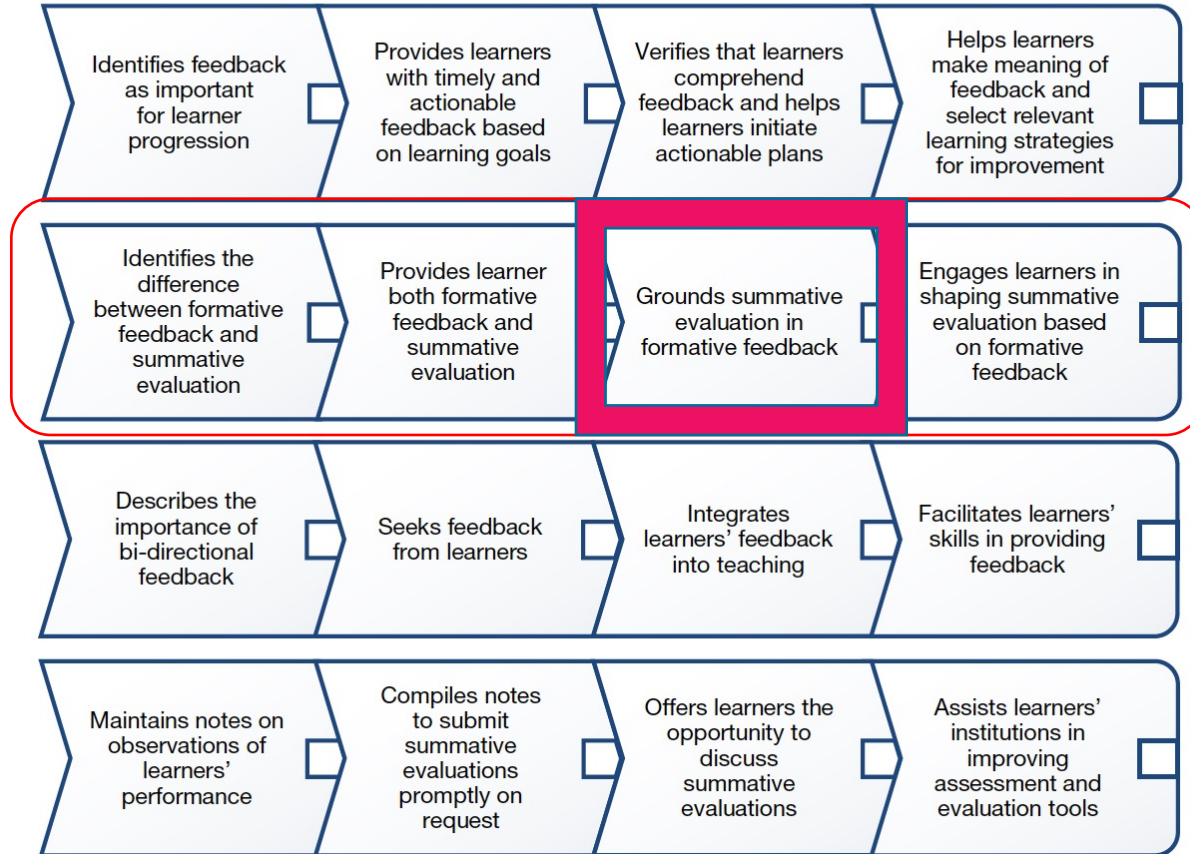 Identifies feedback
as important
for learner
progression
Provides learners
with timely and
actionable
feedback based
on learning goals
Verifies that learners
comprehend
feedback and helps
learners initiate
actionable plans
Helps learners
make meaning of
feedback and
select relevant
learning strategies
for improvement
Identifies the
difference
between formative
feedback and
summative
evaluation
Provides learner
both formative
feedback and
summative
evaluation
Grounds summative
evaluation in
formative feedback
Engages learners in
shaping summative
evaluation based
on formative
feedback
Describes the
importance of
bi-directional
feedback
Seeks feedback
from learners
Integrates
learners’ feedback
into teaching
Facilitates learners’
skills in providing
feedback
Maintains notes on
observations of
learners’
performance
Compiles notes
to submit
summative
evaluations
promptly on
request
Offers learners the
opportunity to
discuss
summative
evaluations
Assists learners’
institutions in
improving
assessment and
evaluation tools